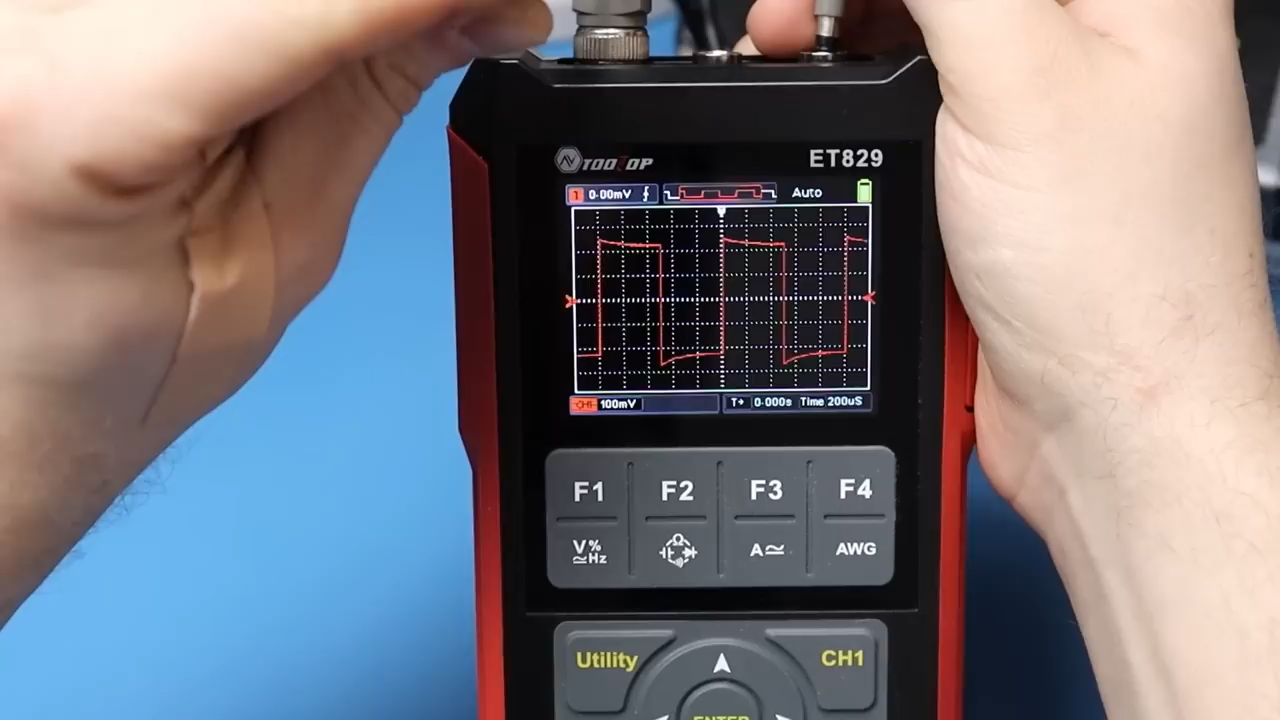 TOOLTOP
ET829
1 0-00mV Auto
100mV T→ 0-000s Time 200uS
F1 F2 F3 F4
V% Hz A AWG
Utility CH1
ENTER